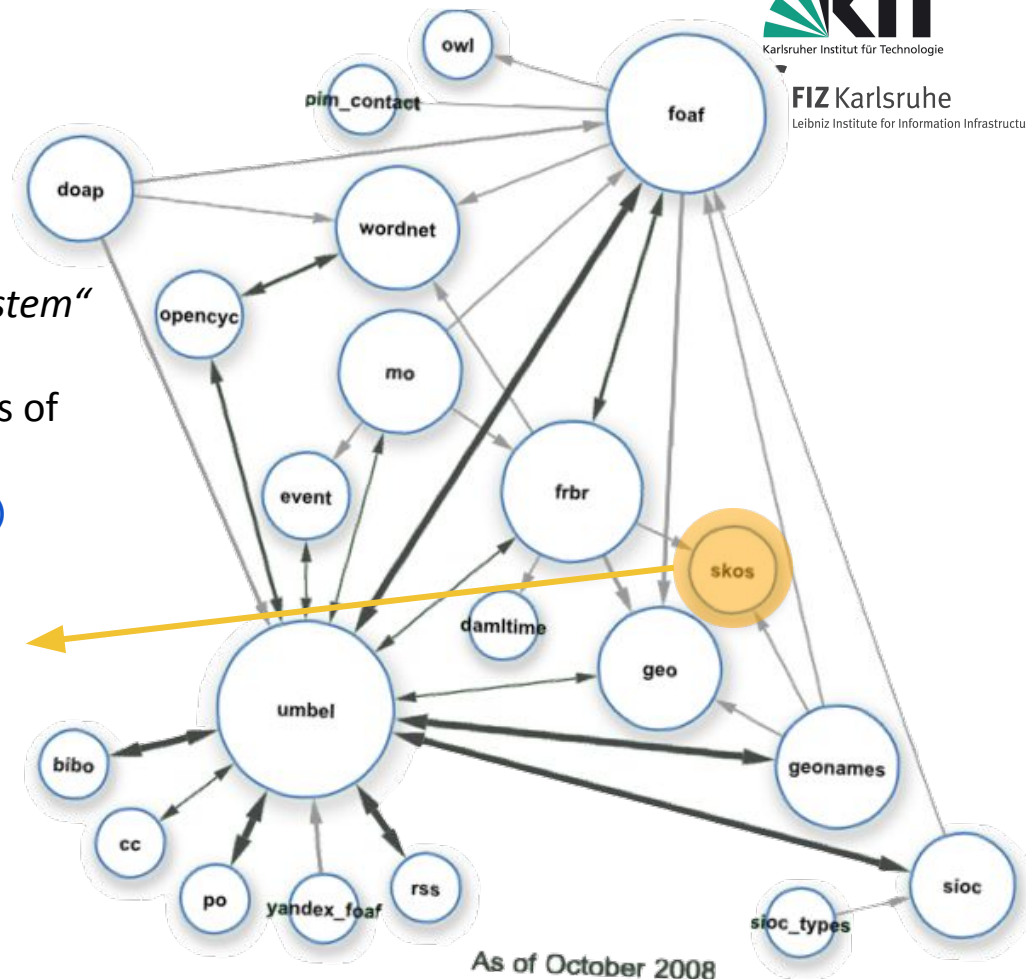 KIT
Karlsruher Institut für Technologie
FIZ Karlsruhe
Leibniz Institute for Information Infrastructu
owl
pim_contact
foaf
doap
wordnet
stem“
opencyc
mo
s of
event
frbr
)
skos
damltime
geo
umbel
bibo
geonames
cc
po
yandex_foaf
rss
sioc
sioc_types
As of October 2008